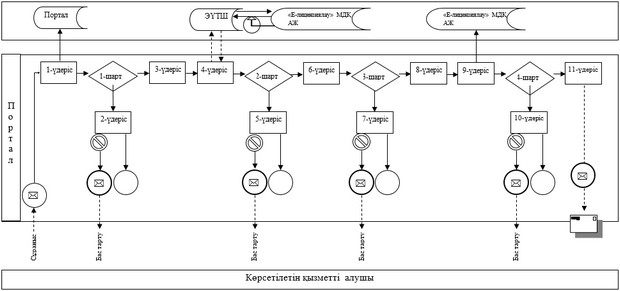 Портал
ЭҮТШ
«Е-лицензиялау» МДҚ
АЖ
«Е-лицензиялау» МДҚ
АЖ
Портал
1-үдеріс
1-шарт
3-үдеріс
4-үдеріс
2-шарт
6-үдеріс
3-шарт
8-үдеріс
9-үдеріс
4-шарт
11-үдеріс
2-үдеріс
5-үдеріс
7-үдеріс
10-үдеріс
Сұраныс
Бас тарту
Бас тарту
Бас тарту
Бас тарту
Көрсетілетін қызметті алушы